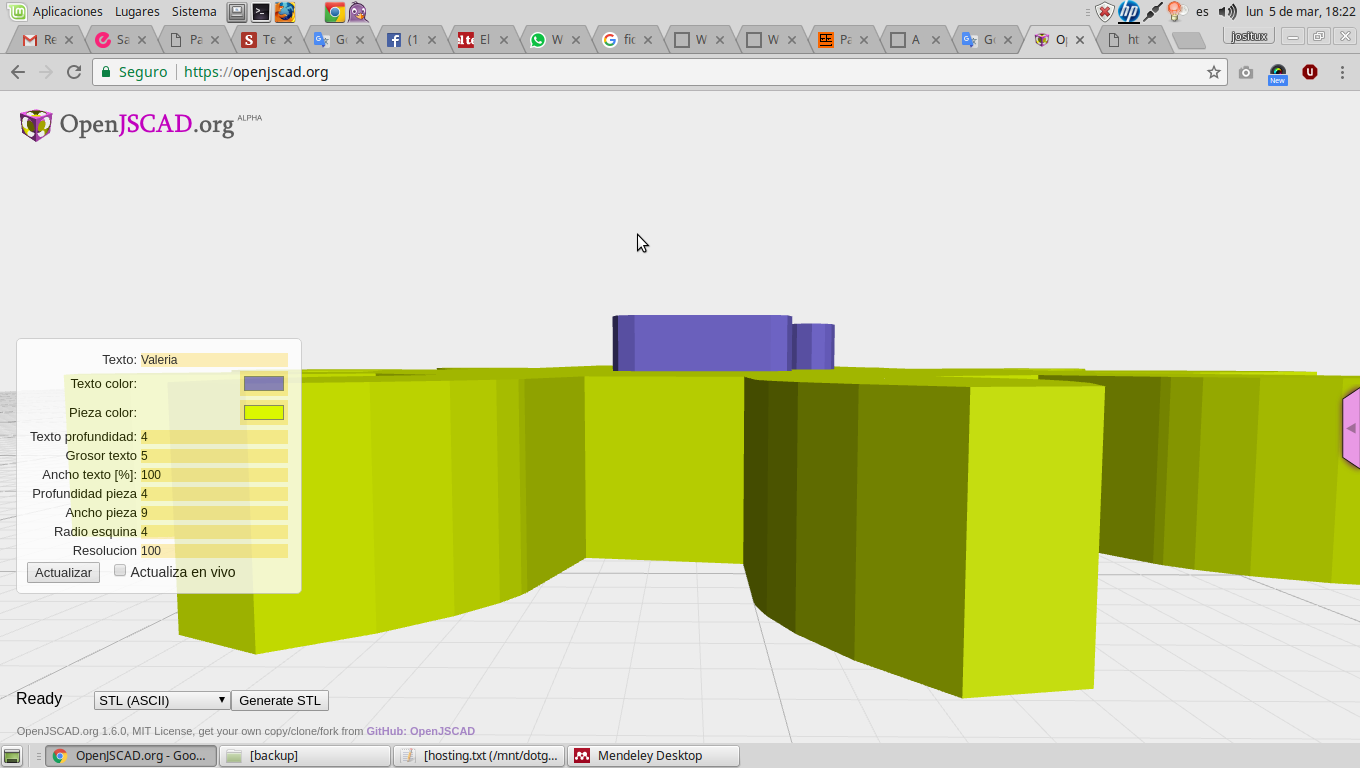 Aplicaciones Lugares Sistema
es lun 5 de mar, 18:22
Re Sa Pa Te Go (1 El W fic W W Pa A Go Op ht
jositux
Seguro https://openjscad.org
New
OpenJSCAD.org ALPHA
Texto: Valeria
Texto color:
Pieza color:
Texto profundidad: 4
Grosor texto 5
Ancho texto [%]: 100
Profundidad pieza 4
Ancho pieza 9
Radio esquina 4
Resolucion 100
Actualizar Actualiza en vivo
Ready STL (ASCII) Generate STL
OpenJSCAD.org 1.6.0, MIT License, get your own copy/clone/fork from GitHub: OpenJSCAD
OpenJSCAD.org - Goo... [backup] [hosting.txt (/mnt/dotg... Mendeley Desktop